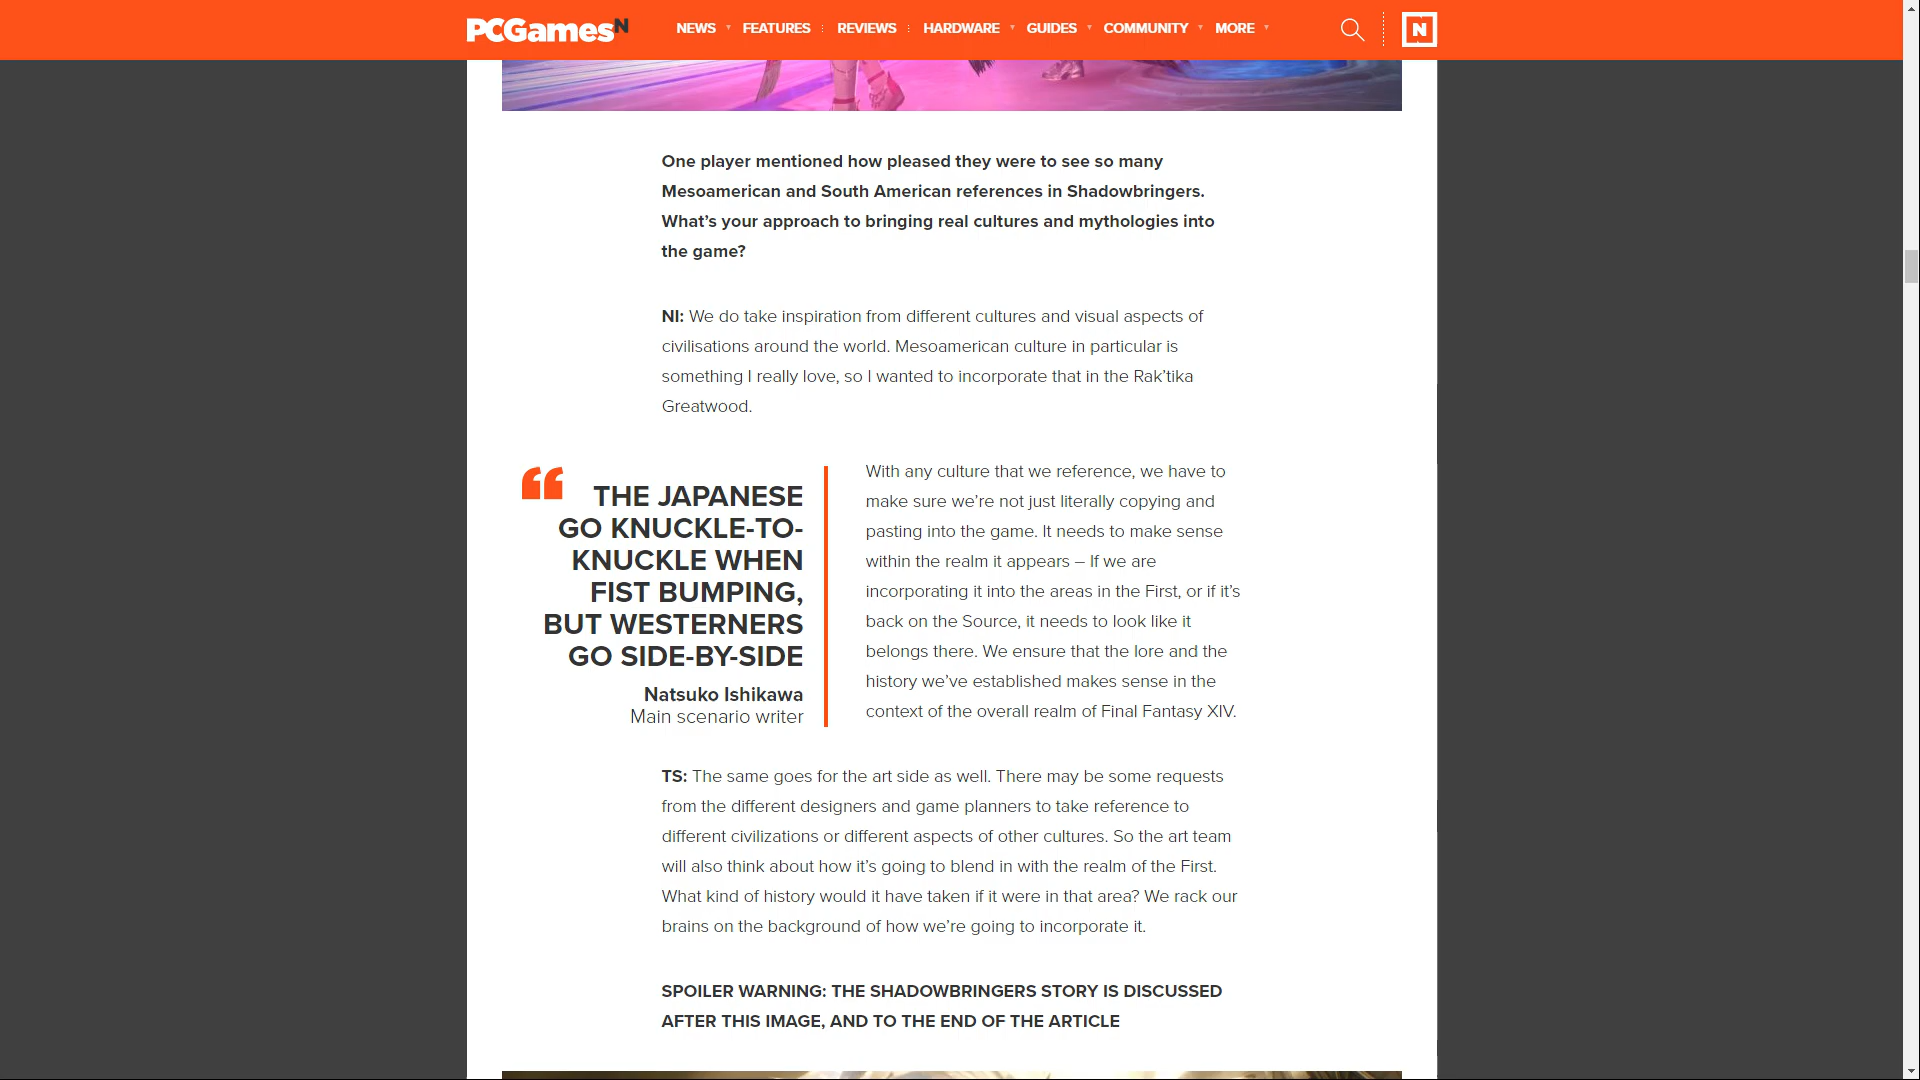 PCGamesN
NEWS FEATURES REVIEWS HARDWARE GUIDES COMMUNITY MORE
N
One player mentioned how pleased they were to see so many
Mesoamerican and South American references in Shadowbringers.
What’s your approach to bringing real cultures and mythologies into
the game?
NI: We do take inspiration from different cultures and visual aspects of
civilisations around the world. Mesoamerican culture in particular is
something I really love, so I wanted to incorporate that in the Rak’tika
Greatwood.
“ THE JAPANESE
GO KNUCKLE-TO-
KNUCKLE WHEN
FIST BUMPING,
BUT WESTERNERS
GO SIDE-BY-SIDE
Natsuko Ishikawa
Main scenario writer
With any culture that we reference, we have to
make sure we’re not just literally copying and
pasting into the game. It needs to make sense
within the realm it appears – If we are
incorporating it into the areas in the First, or if it’s
back on the Source, it needs to look like it
belongs there. We ensure that the lore and the
history we’ve established makes sense in the
context of the overall realm of Final Fantasy XIV.
TS: The same goes for the art side as well. There may be some requests
from the different designers and game planners to take reference to
different civilizations or different aspects of other cultures. So the art team
will also think about how it’s going to blend in with the realm of the First.
What kind of history would it have taken if it were in that area? We rack our
brains on the background of how we’re going to incorporate it.
SPOILER WARNING: THE SHADOWBRINGERS STORY IS DISCUSSED
AFTER THIS IMAGE, AND TO THE END OF THE ARTICLE